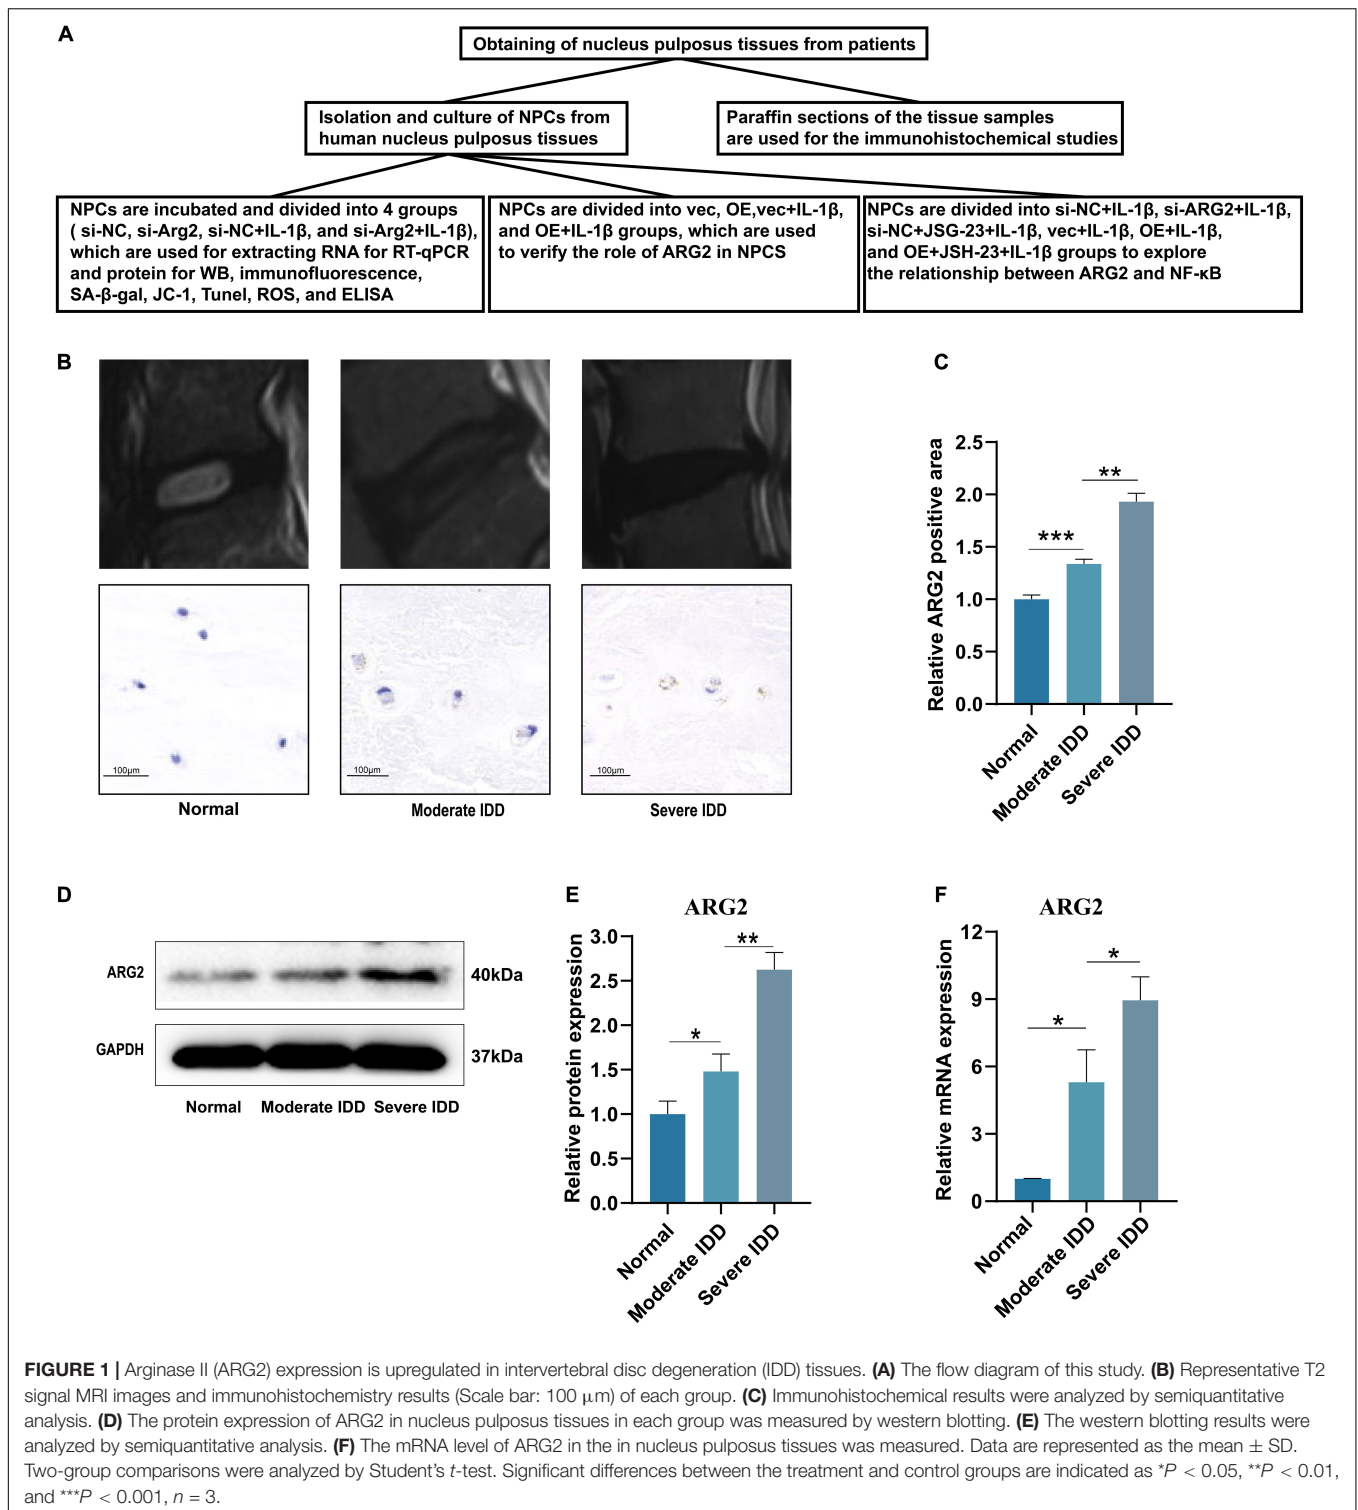 A
Obtaining of nucleus pulposus tissues from patients
Isolation and culture of NPCs from
human nucleus pulposus tissues
Paraffin sections of the tissue samples
are used for the immunohistochemical studies
NPCs are incubated and divided into 4 groups
( si-NC, si-Arg2, si-NC+IL-1β, and si-Arg2+IL-1β),
which are used for extracting RNA for RT-qPCR
and protein for WB, immunofluorescence,
SA-β-gal, JC-1, Tunel, ROS, and ELISA
NPCs are divided into vec, OE,vec+IL-1β,
and OE+IL-1β groups, which are used
to verify the role of ARG2 in NPCS
NPCs are divided into si-NC+IL-1β, si-ARG2+IL-1β,
si-NC+JSG-23+IL-1β, vec+IL-1β, OE+IL-1β,
and OE+JSH-23+IL-1β groups to explore
the relationship between ARG2 and NF-κB
B
100μm
100μm
100μm
Normal
Moderate IDD
Severe IDD
C
Relative ARG2 positive area
2.5
2.0
1.5
1.0
0.5
0.0
***
**
Normal
Moderate IDD
Severe IDD
D
ARG2
40kDa
GAPDH
37kDa
Normal
Moderate IDD
Severe IDD
E
ARG2
Relative protein expression
3.0
2.5
2.0
1.5
1.0
0.5
0.0
*
**
Normal
Moderate IDD
Severe IDD
F
ARG2
Relative mRNA expression
12
9
6
3
0
*
*
Normal
Moderate IDD
Severe IDD
FIGURE 1 | Arginase II (ARG2) expression is upregulated in intervertebral disc degeneration (IDD) tissues. (A) The flow diagram of this study. (B) Representative T2
signal MRI images and immunohistochemistry results (Scale bar: 100 μm) of each group. (C) Immunohistochemical results were analyzed by semiquantitative
analysis. (D) The protein expression of ARG2 in nucleus pulposus tissues in each group was measured by western blotting. (E) The western blotting results were
analyzed by semiquantitative analysis. (F) The mRNA level of ARG2 in the in nucleus pulposus tissues was measured. Data are represented as the mean ± SD.
Two-group comparisons were analyzed by Student's t-test. Significant differences between the treatment and control groups are indicated as *P < 0.05, **P < 0.01,
and ***P < 0.001, n = 3.